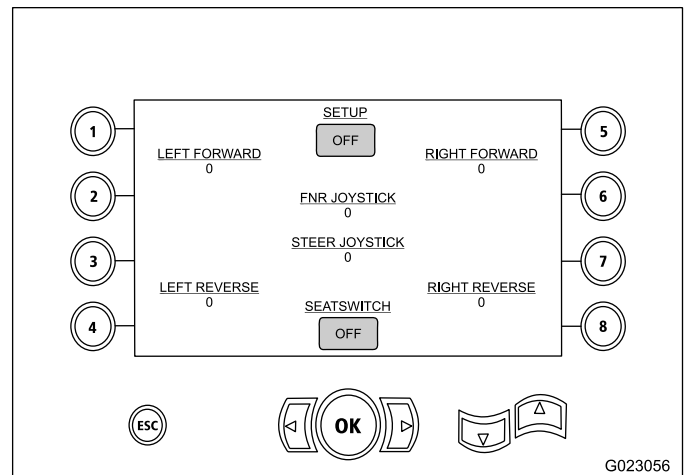 SETUP
OFF
1
5
LEFT FORWARD
0
RIGHT FORWARD
0
2
6
FNR JOYSTICK
0
STEER JOYSTICK
0
3
7
LEFT REVERSE
0
RIGHT REVERSE
0
SEATSWITCH
OFF
4
8
ESC
OK
G023056